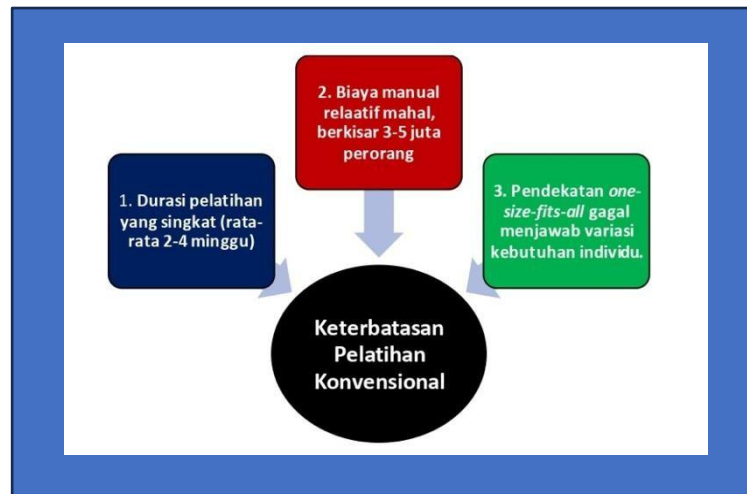 1. Durasi pelatihan
yang singkat (rata-
rata 2-4 minggu)
2. Biaya manual
relaatif mahal,
berkisar 3-5 juta
perorang
3. Pendekatan one-
size-fits-all gagal
menjawab variasi
kebutuhan individu.
Keterbatasan
Pelatihan
Konvensional